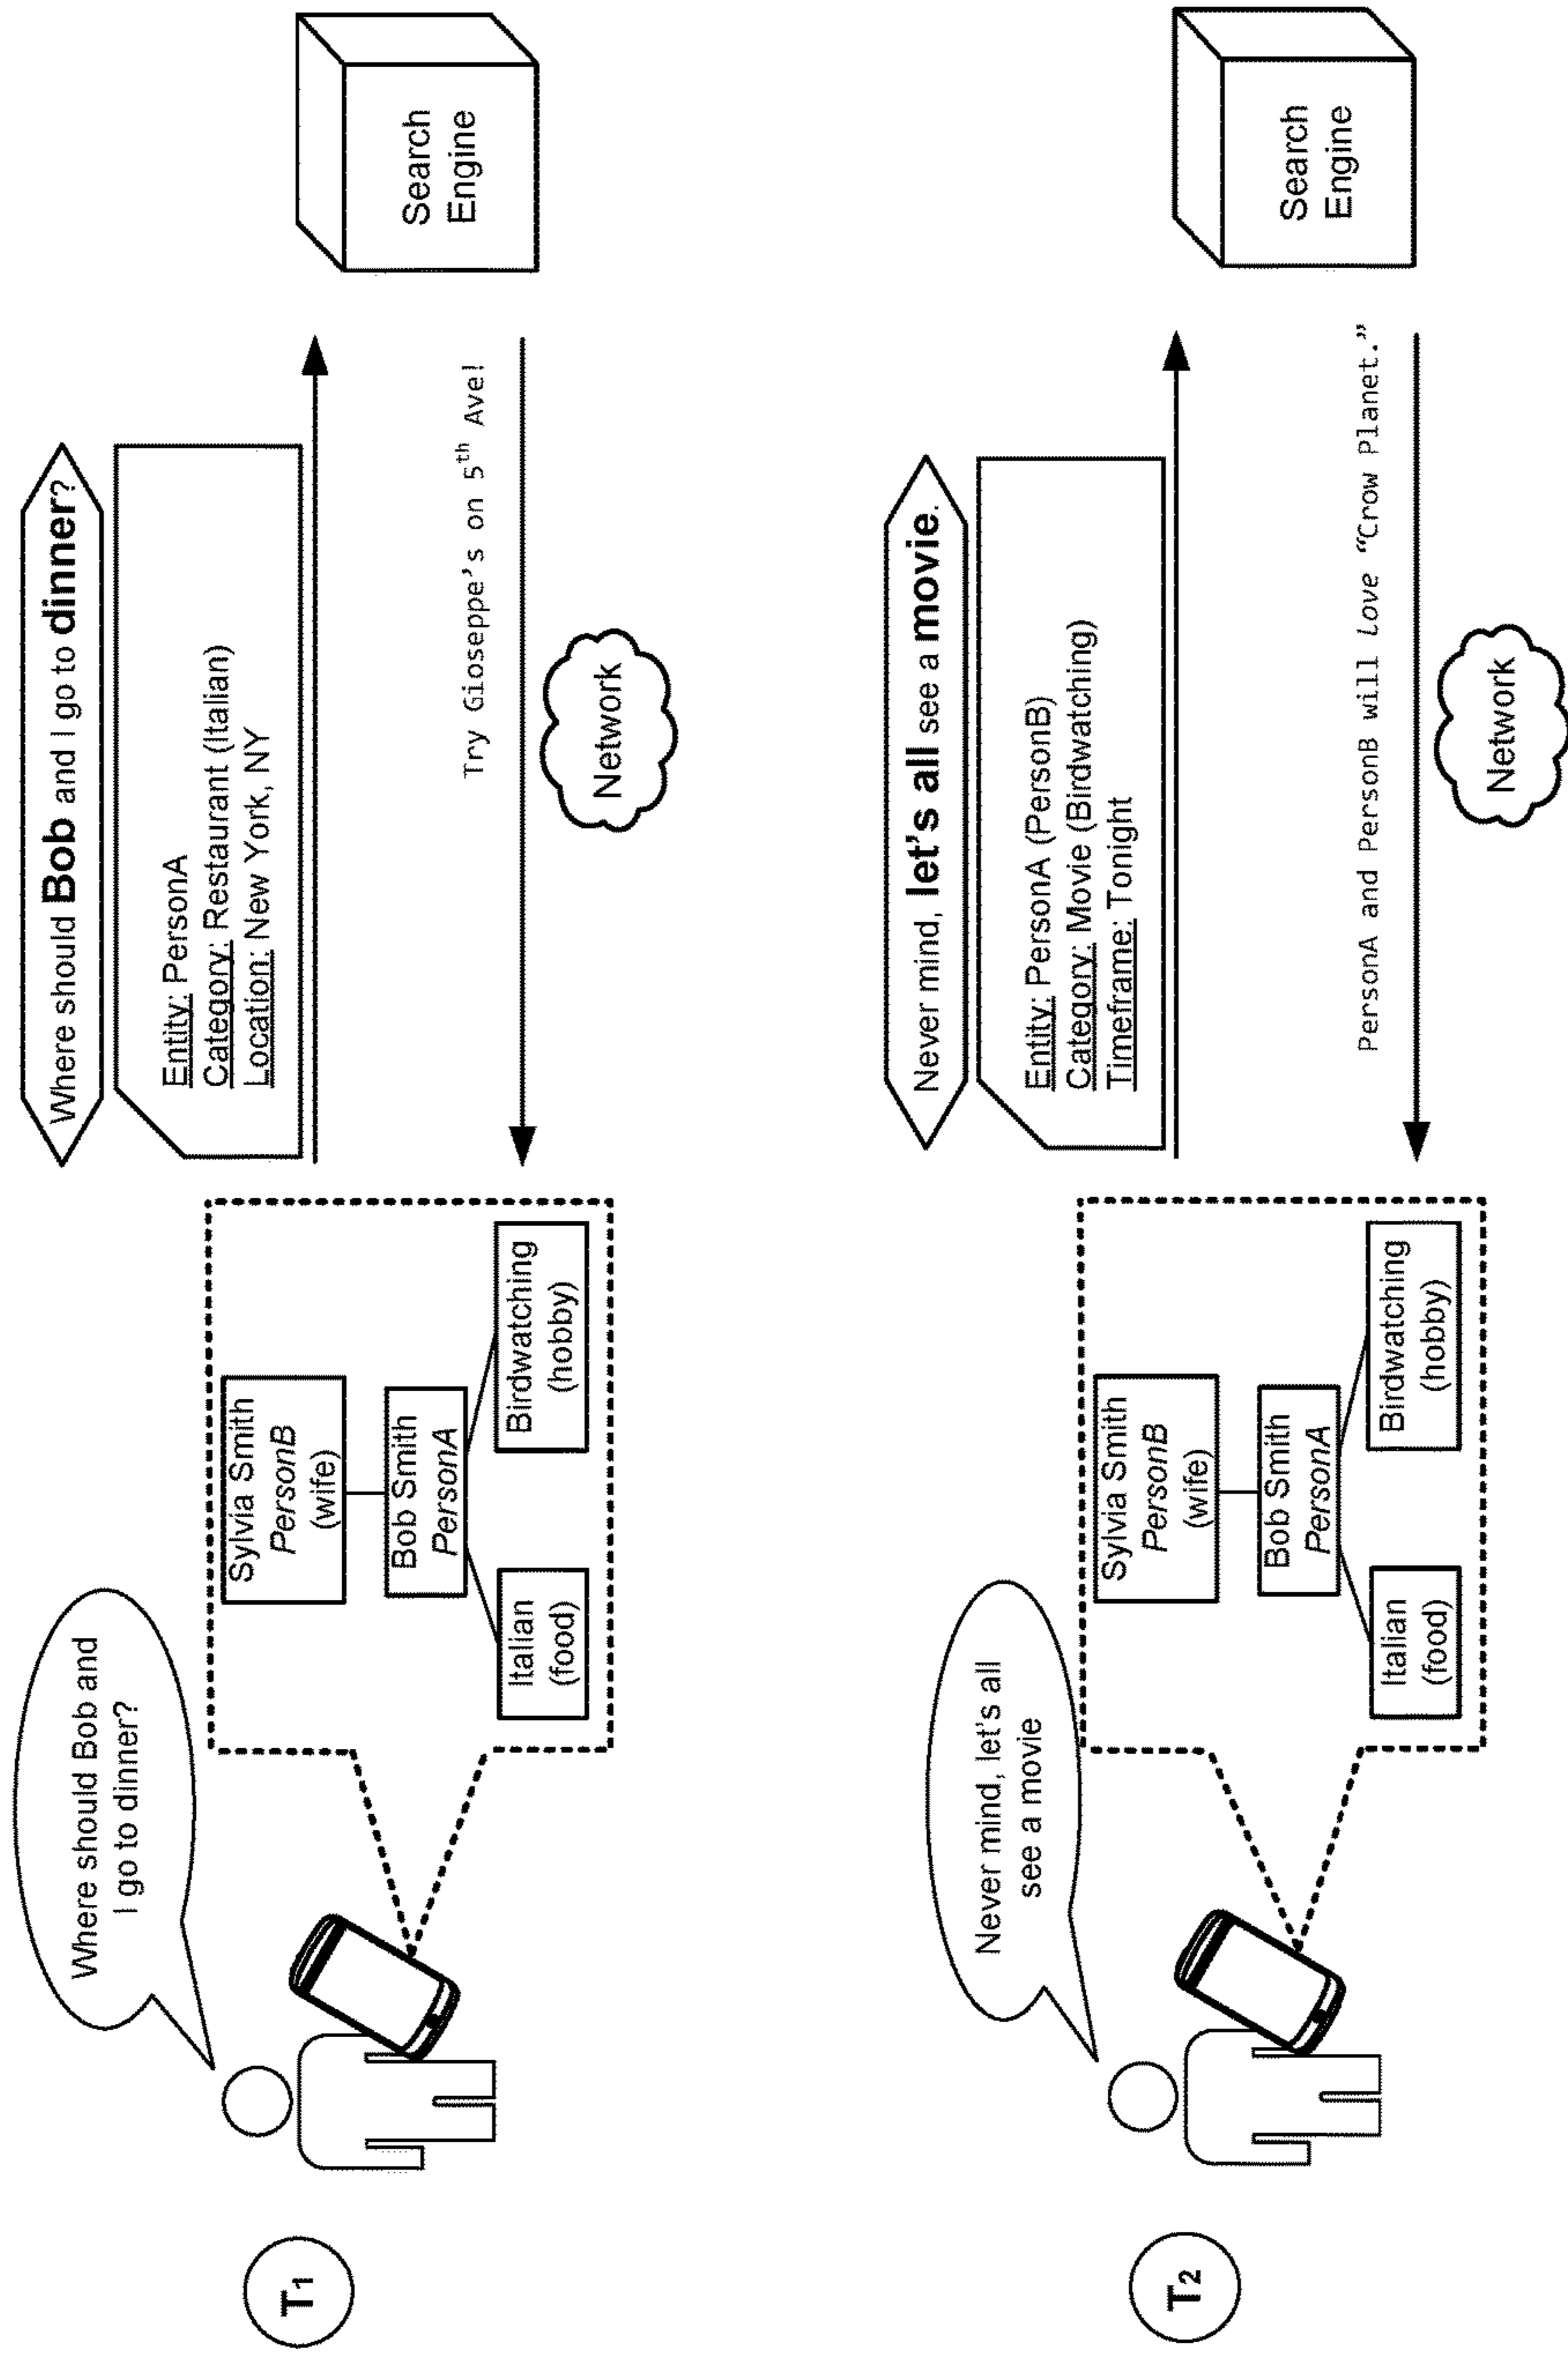 T1
Where should Bob and
I go to dinner?
Sylvia Smith
PersonB
(wife)
Bob Smith
PersonA
Italian
(food)
Birdwatching
(hobby)
Where should Bob and I go to dinner?
Entity: PersonA
Category: Restaurant (Italian)
Location: New York, NY
Try Gioseppe's on 5th Ave!
Network
Search
Engine
T2
Never mind, let's all
see a movie
Sylvia Smith
PersonB
(wife)
Bob Smith
PersonA
Italian
(food)
Birdwatching
(hobby)
Never mind, let's all see a movie.
Entity: PersonA (PersonB)
Category: Movie (Birdwatching)
Timeframe: Tonight
PersonA and PersonB will Love “Crow Planet.”
Network
Search
Engine